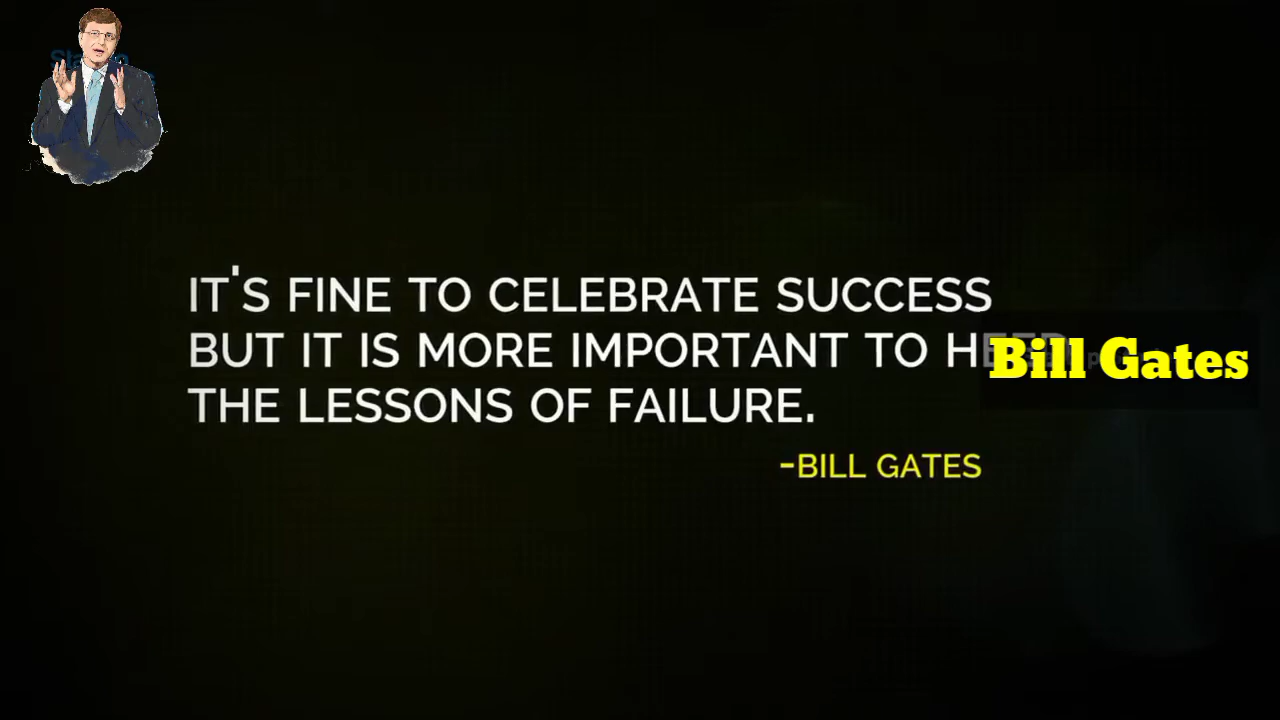 IT'S FINE TO CELEBRATE SUCCESS
BUT IT IS MORE IMPORTANT TO
THE LESSONS OF FAILURE.
-BILL GATES
Bill Gates